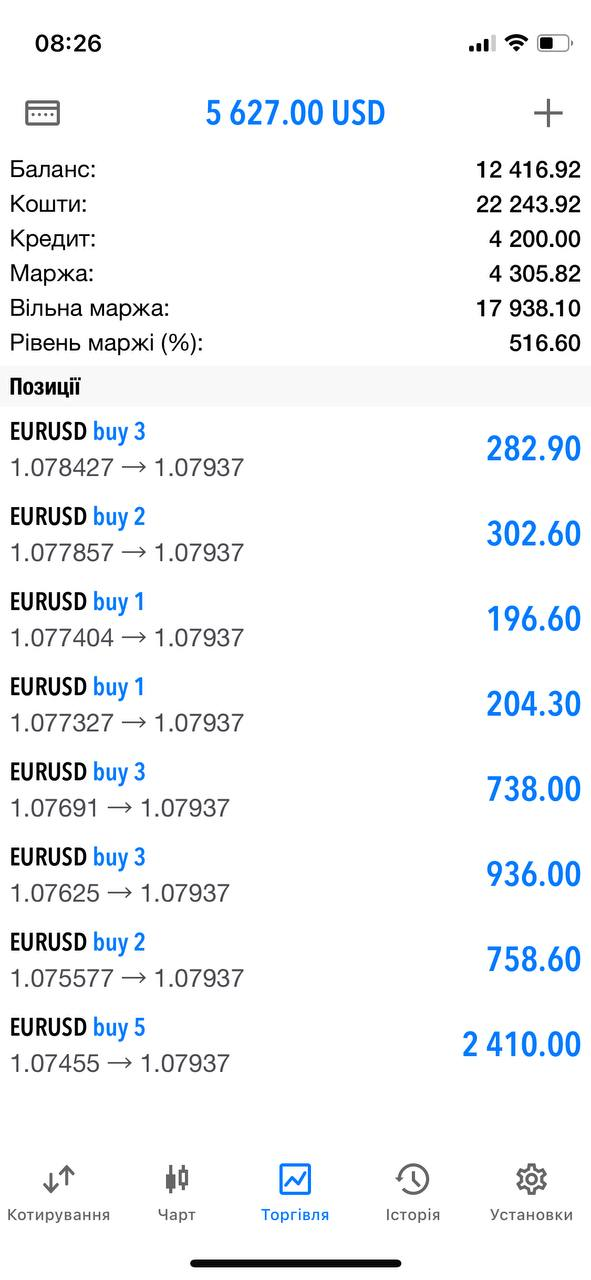 08:26
5 627.00 USD
Баланс: 12 416.92
Кошти: 22 243.92
Кредит: 4 200.00
Маржа: 4 305.82
Вільна маржа: 17 938.10
Рівень маржі (%): 516.60
Позиції
EURUSD buy 3
282.90
1.078427 → 1.07937
EURUSD buy 2
302.60
1.077857 → 1.07937
EURUSD buy 1
196.60
1.077404 → 1.07937
EURUSD buy 1
204.30
1.077327 → 1.07937
EURUSD buy 3
738.00
1.07691 → 1.07937
EURUSD buy 3
936.00
1.07625 → 1.07937
EURUSD buy 2
758.60
1.075577 → 1.07937
EURUSD buy 5
2 410.00
1.07455 → 1.07937
Котирування Чарт Торгівля Історія Установки